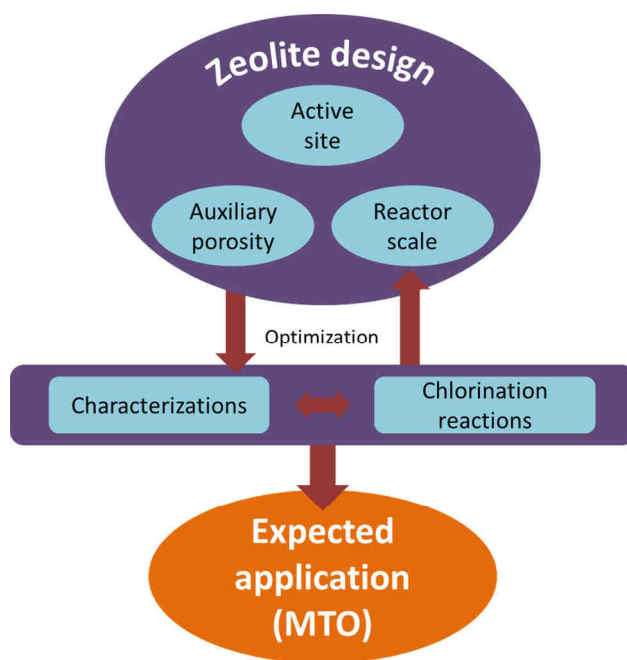 Zeolite design
Active
site
Auxiliary
porosity
Reactor
scale
Optimization
Characterizations
Chlorination
reactions
Expected
application
(MTO)